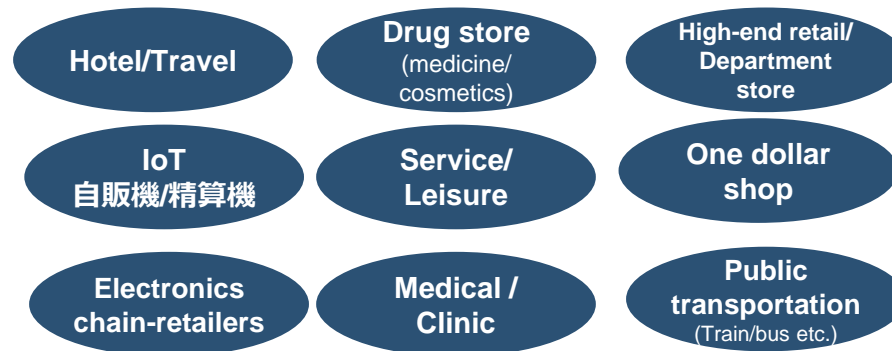 Hotel/Travel
Drug store
(medicine/
cosmetics)
High-end retail/
Department
store
IoT
自販機/精算機
Service/
Leisure
One dollar
shop
Electronics
chain-retailers
Medical /
Clinic
Public
transportation
(Train/bus etc.)